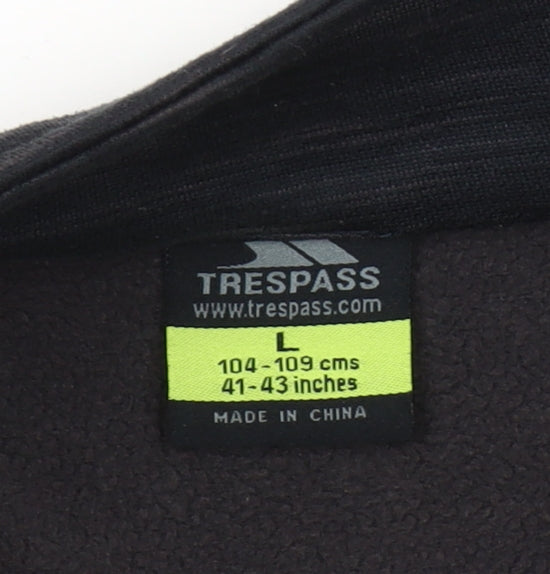 TRESPASS
www.trespass.com
L
104-109 cms
41-43 inches
MADE IN CHINA